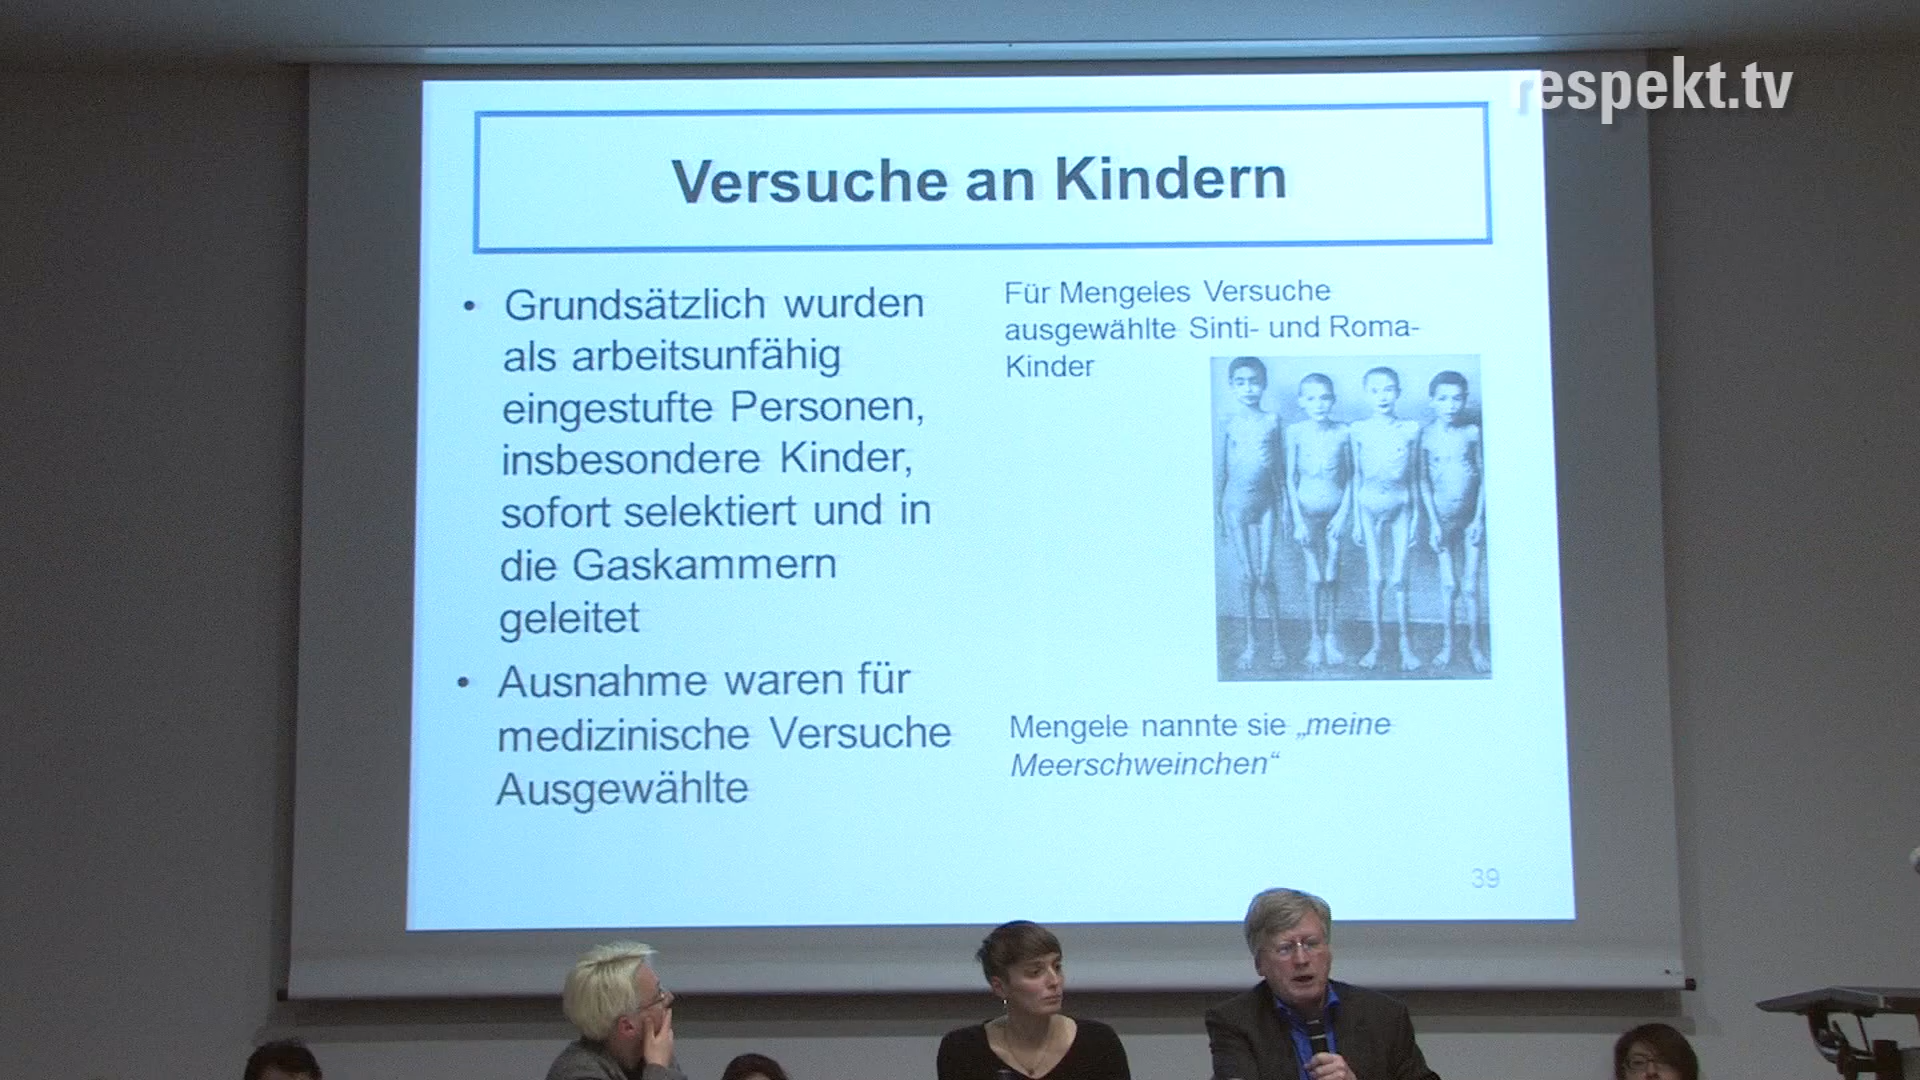 respekt.tv
Versuche an Kindern
• Grundsätzlich wurden
als arbeitsunfähig
eingestufte Personen,
insbesondere Kinder,
sofort selektiert und in
die Gaskammern
geleitet
• Ausnahme waren für
medizinische Versuche
Ausgewählte
Für Mengeles Versuche
ausgewählte Sinti- und Roma-
Kinder
Mengele nannte sie „meine
Meerschweinchen“
39